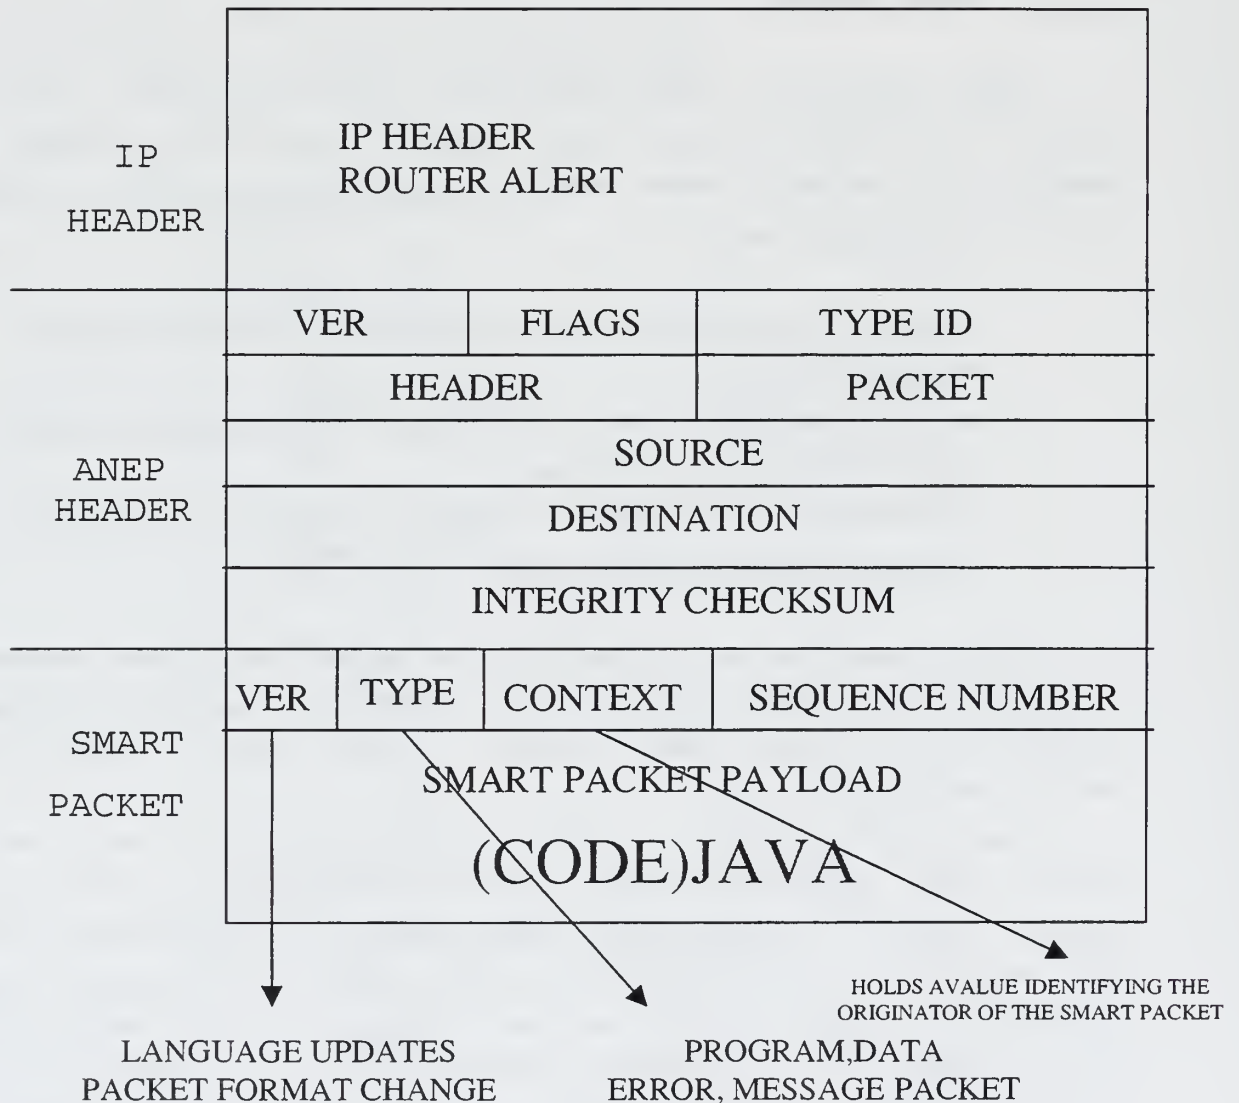 IP
HEADER
IP HEADER
ROUTER ALERT
ANEP
HEADER
VER FLAGS TYPE ID
HEADER PACKET
SOURCE
DESTINATION
INTEGRITY CHECKSUM
SMART
PACKET
VER TYPE CONTEXT SEQUENCE NUMBER
SMART PACKET PAYLOAD
(CODE)JAVA
HOLDS AVALUE IDENTIFYING THE
ORIGINATOR OF THE SMART PACKET
LANGUAGE UPDATES
PACKET FORMAT CHANGE
PROGRAM,DATA
ERROR, MESSAGE PACKET